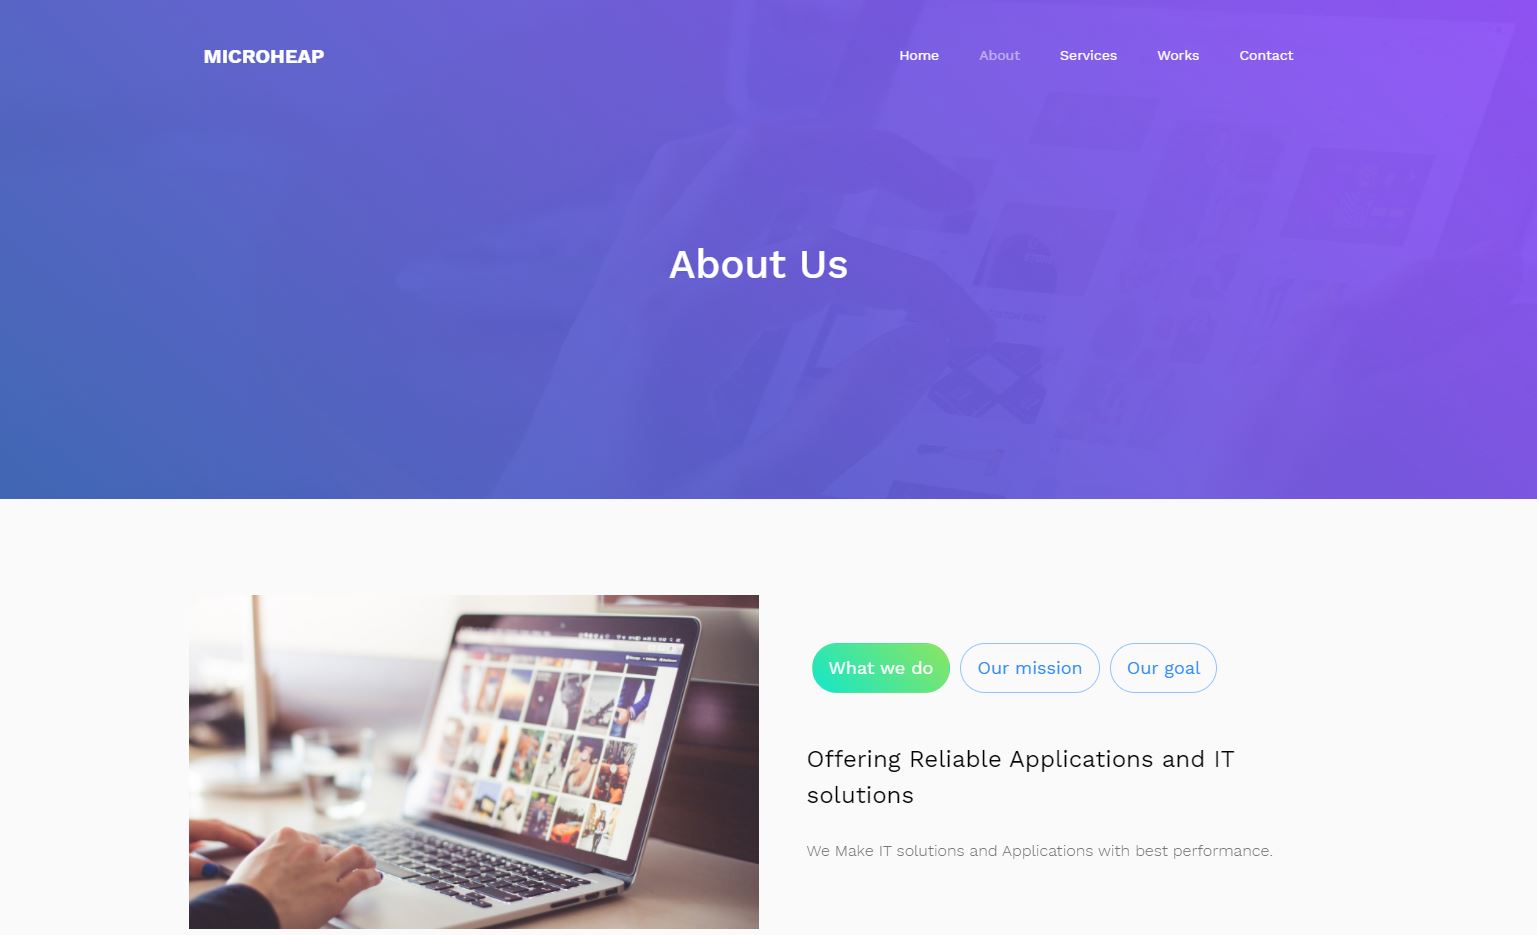 MICROHEAP
Home About Services Works Contact
About Us
What we do Our mission Our goal
Offering Reliable Applications and IT
solutions
We Make IT solutions and Applications with best performance.